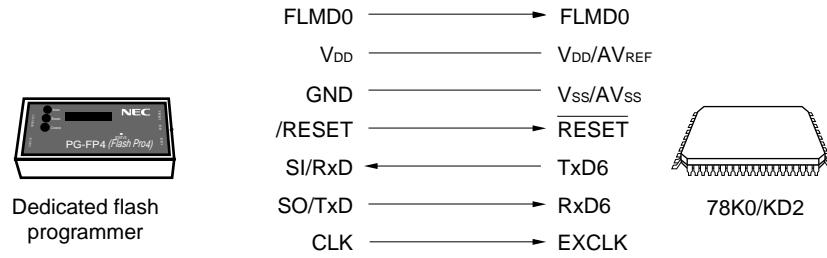 FLMD0 FLMD0
VDD VDD/AVREF
GND VSS/AVSS
/RESET RESET
SI/RxD TxD6
SO/TxD RxD6
CLK EXCLK
NEC
PG-FP4 (Flash Pro4)
Dedicated flash
programmer
78K0/KD2